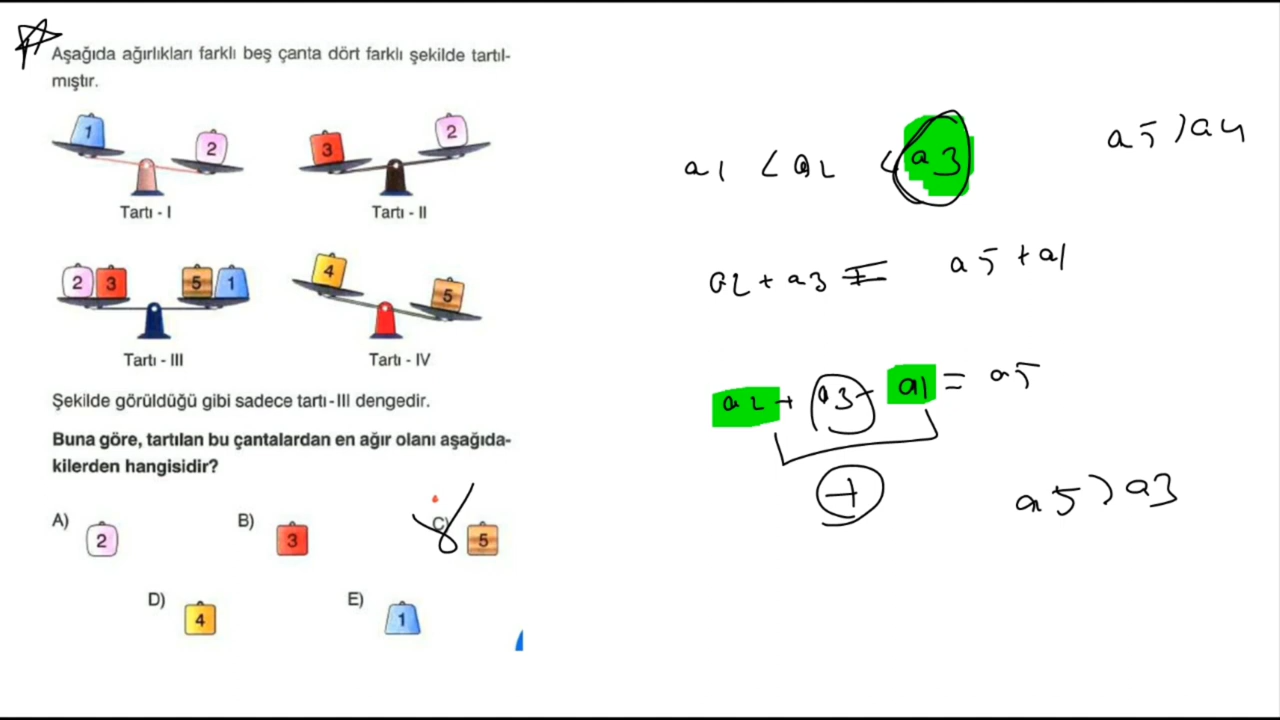 Aşağıda ağırlıkları farklı beş çanta dört farklı şekilde tartıl-
mıştır.
1 2
3 2
Tartı - I Tartı - II
2 3 5 1
4 5
Tartı - III Tartı - IV
Şekilde görüldüğü gibi sadece tartı-III dengedir.
Buna göre, tartılan bu çantalardan en ağır olanı aşağıda-
kilerden hangisidir?
A) 2 B) 3 C) 5
D) 4 E) 1
a1 < a2 < a3
a5 > a4
a2 + a3 = a5 + a1
a2 + a3 - a1 = a5
+
a5 > a3